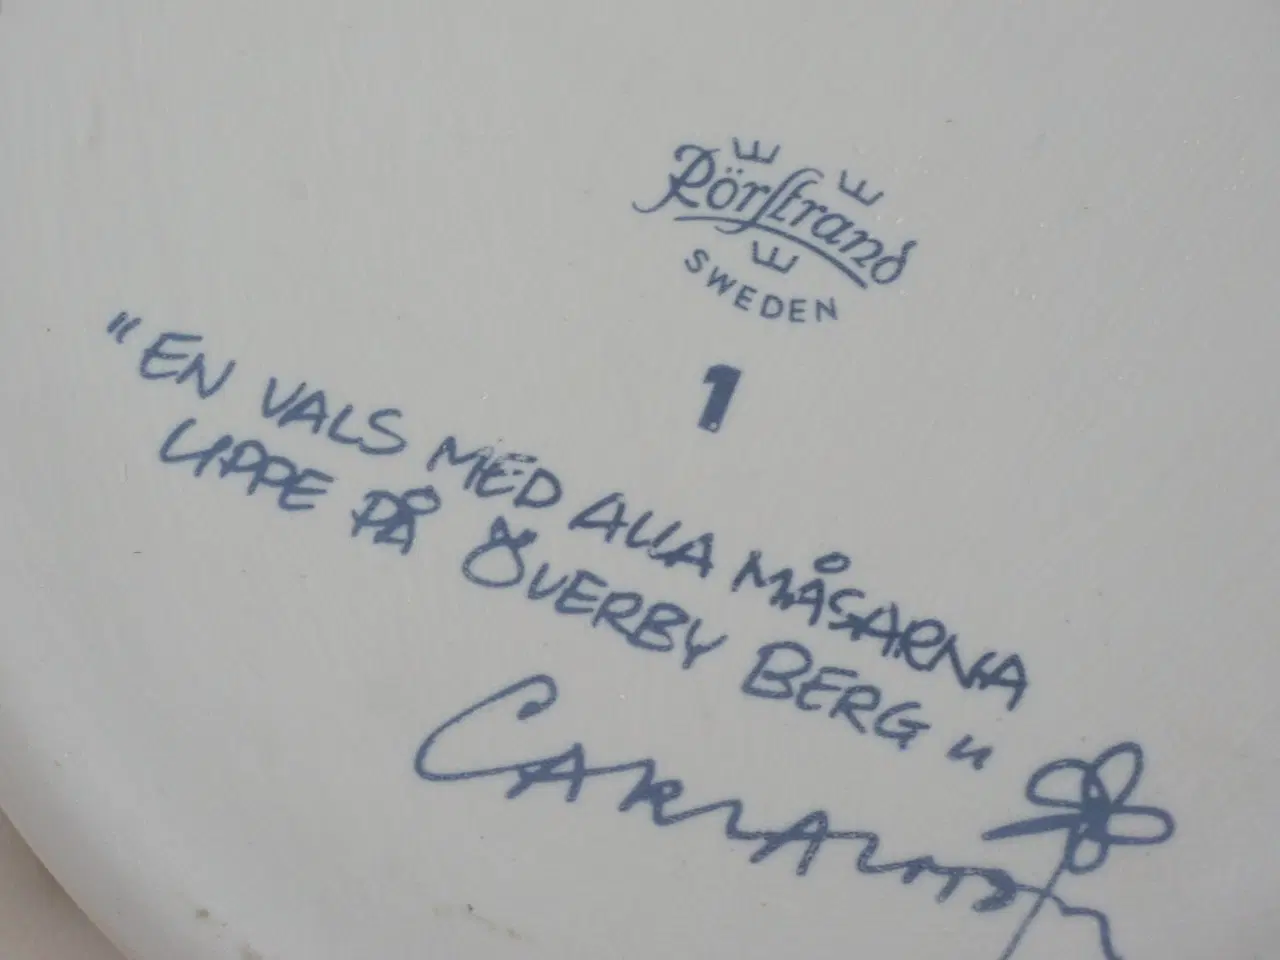 Rörstrand
SWEDEN
1
"EN VALS MED ALLA MÅSARNA
UPPE PÅ ÖVERBY BERG"